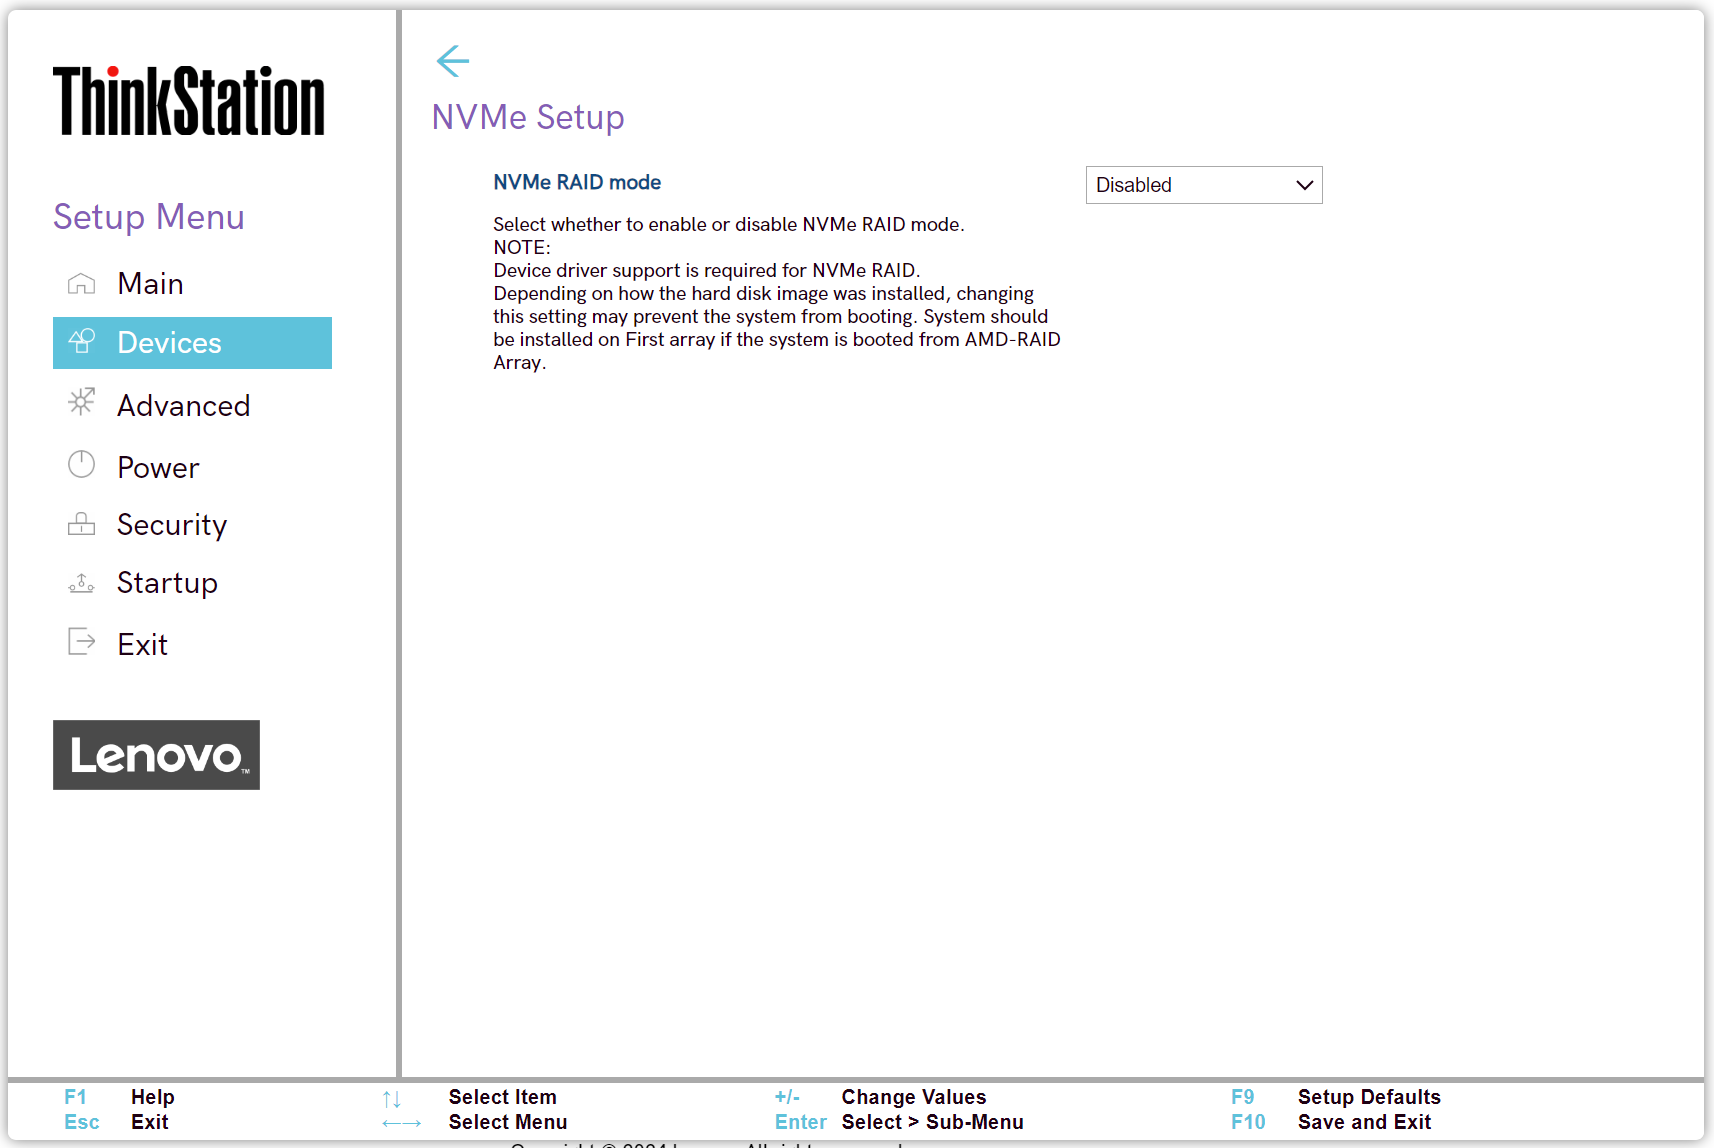 ThinkStation
Setup Menu
Main
Devices
Advanced
Power
Security
Startup
Exit
Lenovo™
NVMe Setup
NVMe RAID mode
Disabled
Select whether to enable or disable NVMe RAID mode.
NOTE:
Device driver support is required for NVMe RAID.
Depending on how the hard disk image was installed, changing
this setting may prevent the system from booting. System should
be installed on First array if the system is booted from AMD-RAID
Array.
F1 Help ↑↓ Select Item +/- Change Values F9 Setup Defaults
Esc Exit ←→ Select Menu Enter Select > Sub-Menu F10 Save and Exit